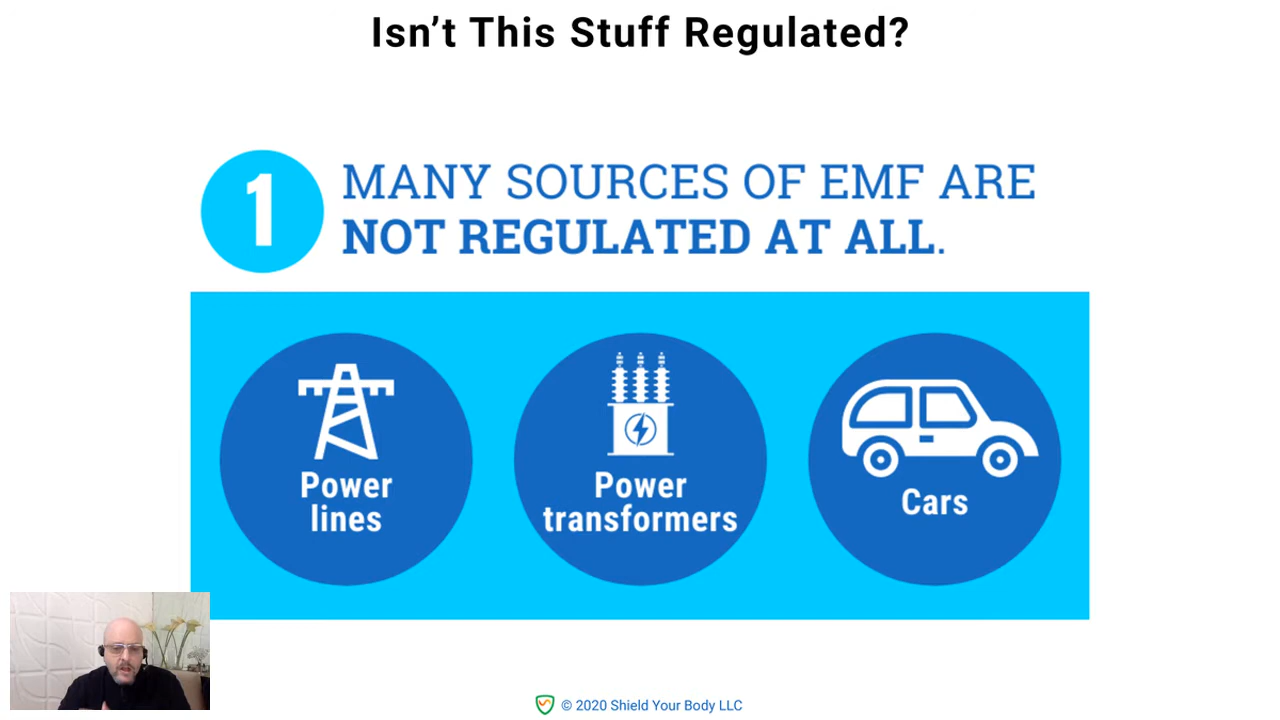 Isn’t This Stuff Regulated?
1
MANY SOURCES OF EMF ARE
NOT REGULATED AT ALL.
Power
lines
Power
transformers
Cars
© 2020 Shield Your Body LLC